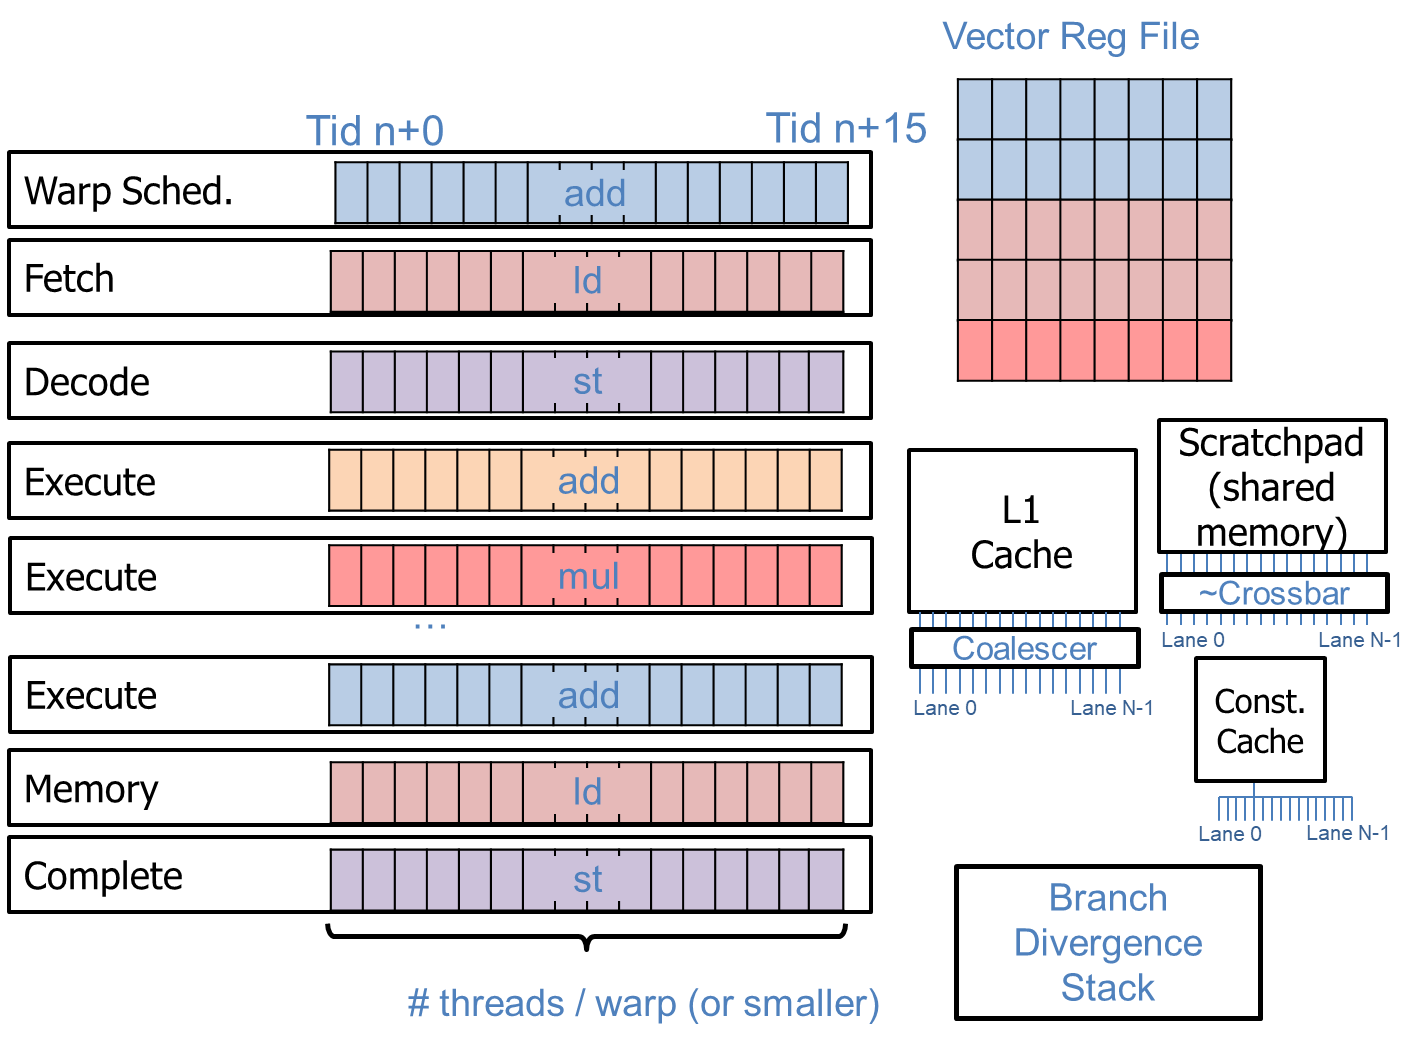 Vector Reg File
Tid n+0
Tid n+15
Warp Sched.
add
Fetch
ld
Decode
st
Execute
add
Execute
mul
...
Execute
add
Memory
ld
Complete
st
# threads / warp (or smaller)
L1
Cache
Coalescer
Lane 0
Lane N-1
Scratchpad
(shared
memory)
~Crossbar
Lane 0
Lane N-1
Const.
Cache
Lane 0
Lane N-1
Branch
Divergence
Stack